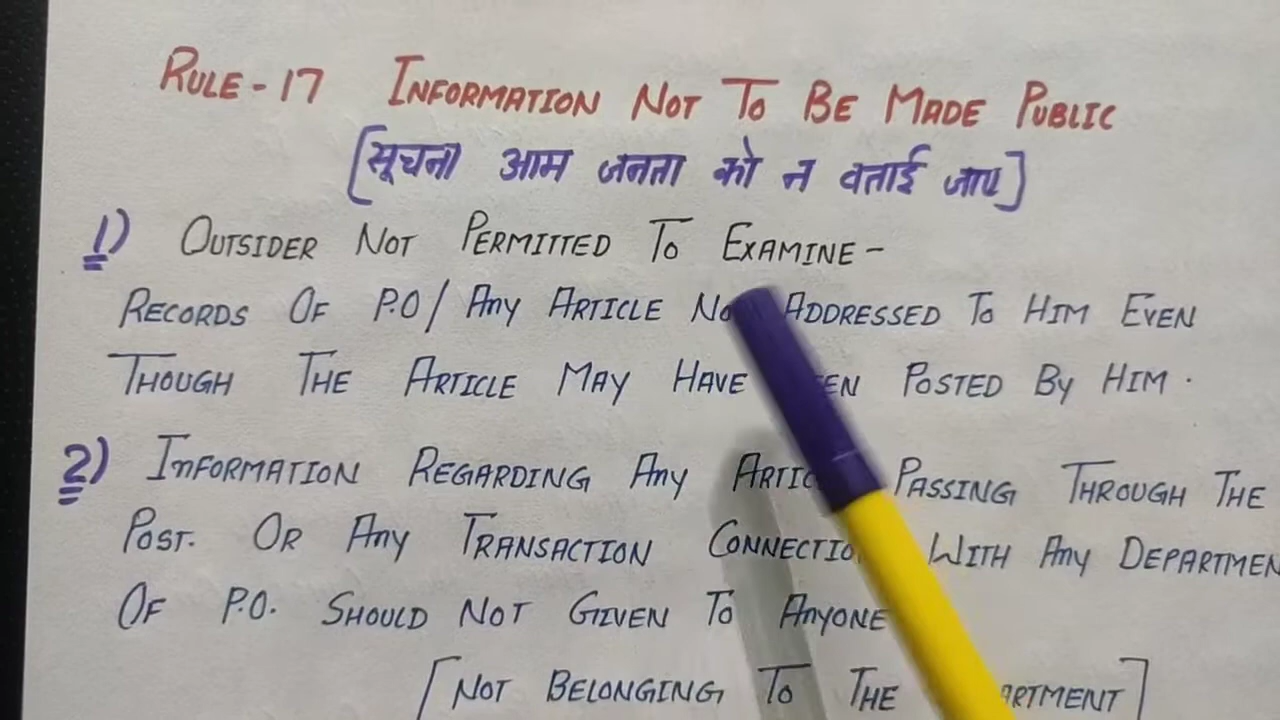 RULE-17 INFORMATION NOT TO BE MADE PUBLIC
[सूचना आम जनता को न बताई जाए]
1) OUTSIDER NOT PERMITTED TO EXAMINE-
RECORDS OF P.O/ ANY ARTICLE NOT ADDRESSED TO HIM EVEN
THOUGH THE ARTICLE MAY HAVE POSTED BY HIM.
2) INFORMATION REGARDING ANY PASSING THROUGH THE
POST. OR ANY TRANSACTION WITH ANY
OF P.O. SHOULD NOT GIVEN TO ANYONE
[NOT BELONGING TO THE